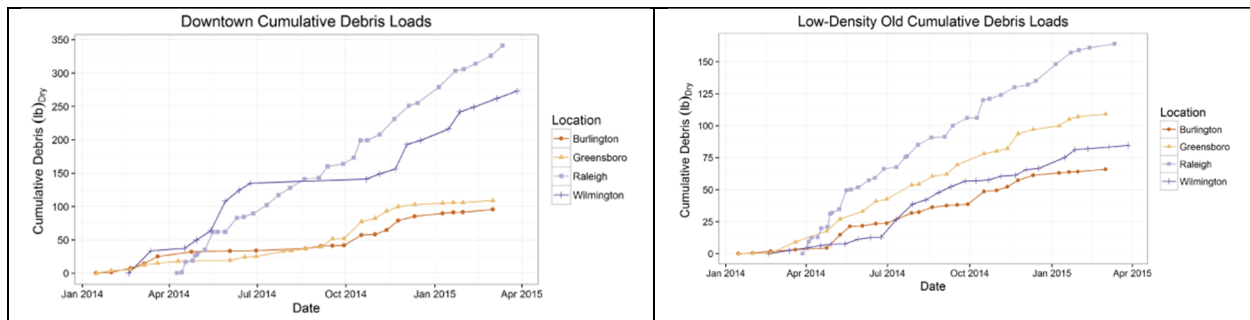 Downtown Cumulative Debris Loads
Cumulative Debris (lb)Dry
350
300
250
200
150
100
50
0
Jan 2014 Apr 2014 Jul 2014 Oct 2014 Jan 2015 Apr 2015
Date
Location
Burlington
Greensboro
Raleigh
Wilmington
Low-Density Old Cumulative Debris Loads
Cumulative Debris (lb)Dry
150
125
100
75
50
25
0
Jan 2014 Apr 2014 Jul 2014 Oct 2014 Jan 2015 Apr 2015
Date
Location
Burlington
Greensboro
Raleigh
Wilmington